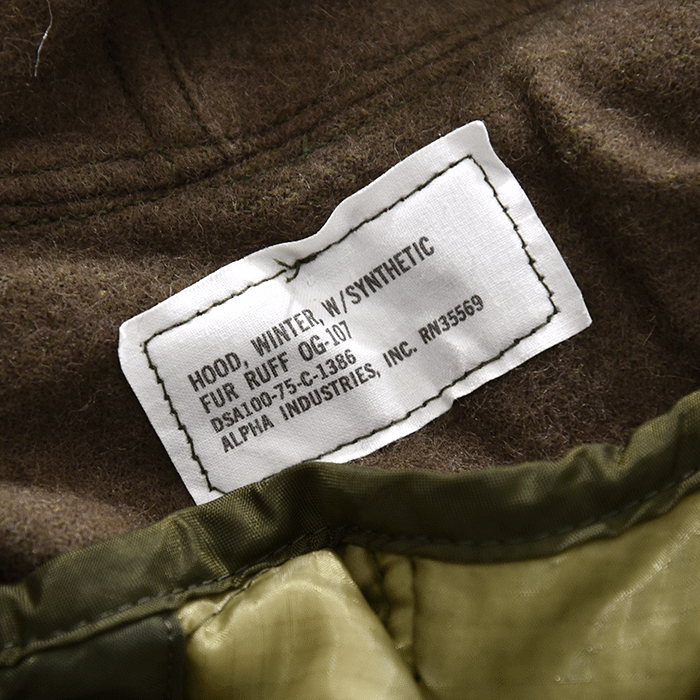 HOOD, WINTER, W/SYNTHETIC
FUR RUFF OG-107
DSA100-75-C-1386
ALPHA INDUSTRIES, INC. RN35569